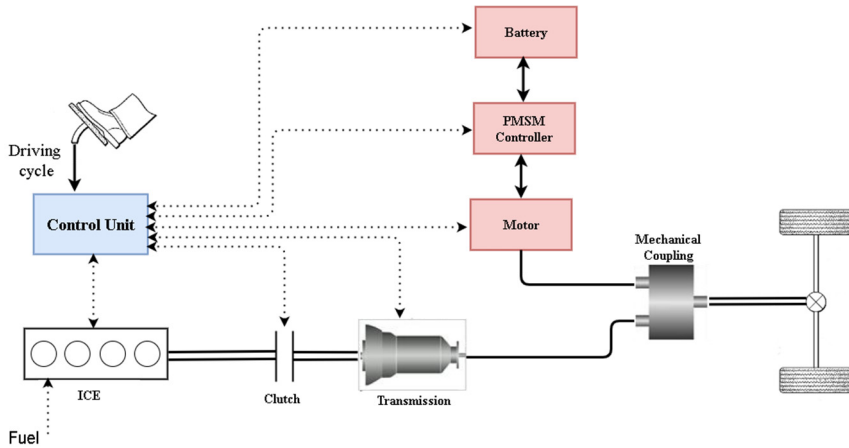 Battery
PMSM
Controller
Driving
cycle
Control Unit
Motor
Mechanical
Coupling
ICE
Clutch
Transmission
Fuel